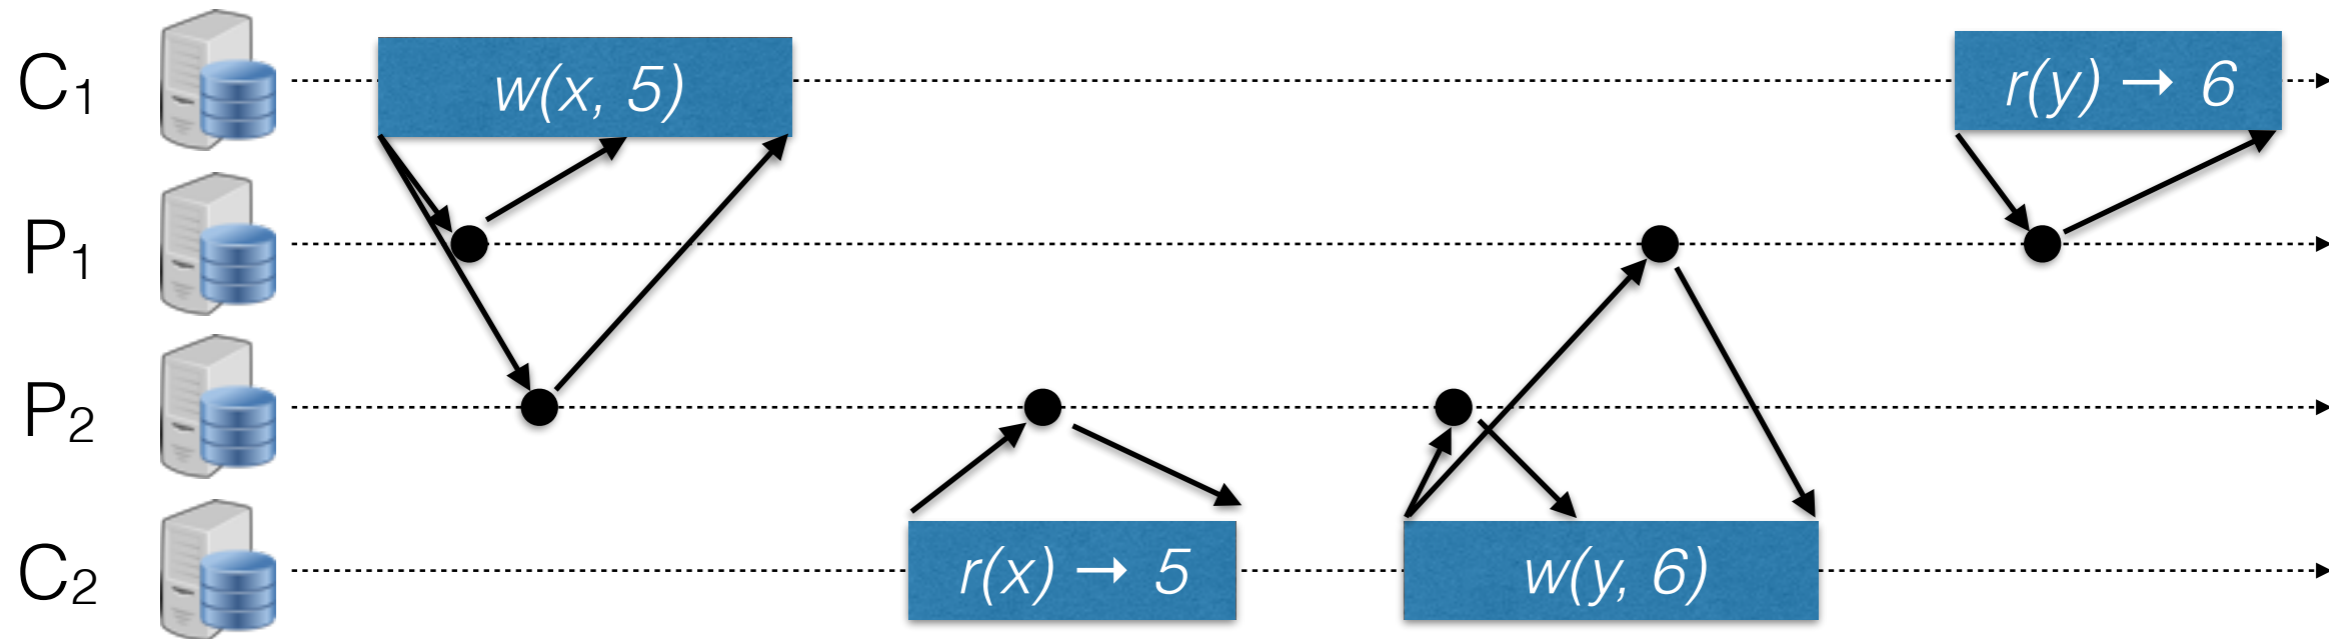 C₁ w(x, 5) r(y) → 6
P₁
P₂
C₂ r(x) → 5 w(y, 6)